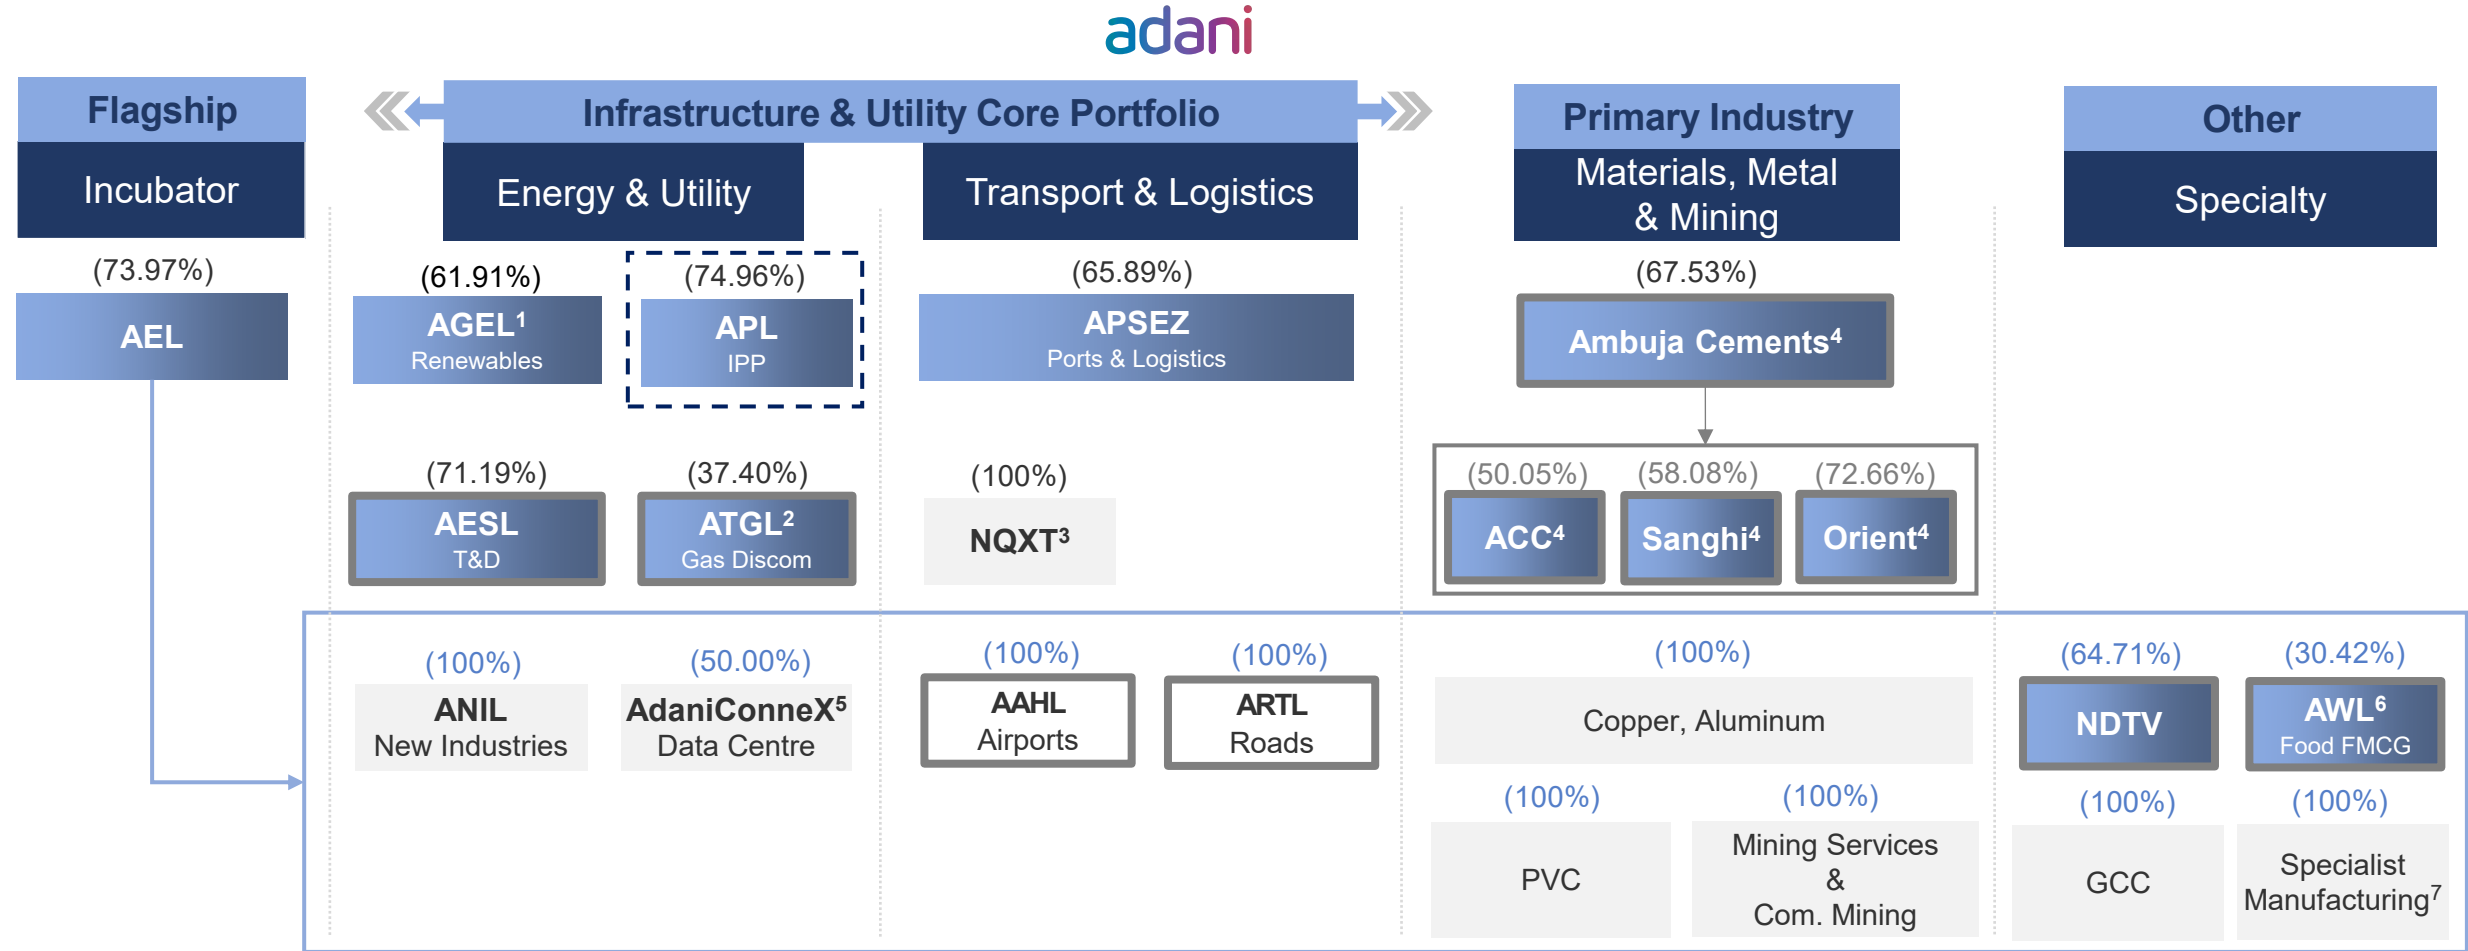 adani
Flagship
Incubator
(73.97%)
AEL
Infrastructure & Utility Core Portfolio
Energy & Utility
(61.91%)
AGEL¹
Renewables
(74.96%)
APL
IPP
(71.19%)
AESL
T&D
(37.40%)
ATGL²
Gas Discom
Transport & Logistics
(65.89%)
APSEZ
Ports & Logistics
(100%)
NQXT³
Primary Industry
Materials, Metal
& Mining
(67.53%)
Ambuja Cements⁴
(50.05%)
ACC⁴
(58.08%)
Sanghi⁴
(72.66%)
Orient⁴
Other
Specialty
(100%)
ANIL
New Industries
(50.00%)
AdaniConneX⁵
Data Centre
(100%)
AAHL
Airports
(100%)
ARTL
Roads
(100%)
Copper, Aluminum
(100%)
PVC
(100%)
Mining Services
&
Com. Mining
(64.71%)
NDTV
(30.42%)
AWL⁶
Food FMCG
(100%)
GCC
(100%)
Specialist
Manufacturing⁷